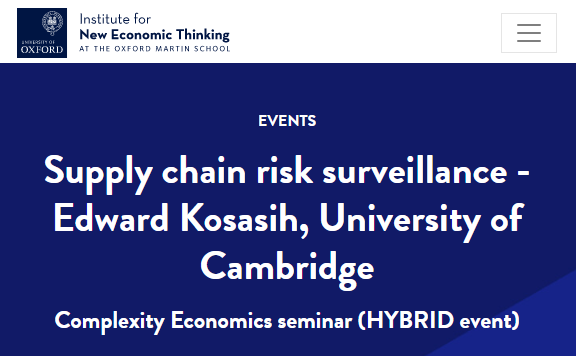 UNIVERSITY OF
OXFORD
Institute for
New Economic Thinking
AT THE OXFORD MARTIN SCHOOL
EVENTS
Supply chain risk surveillance -
Edward Kosasih, University of
Cambridge
Complexity Economics seminar (HYBRID event)